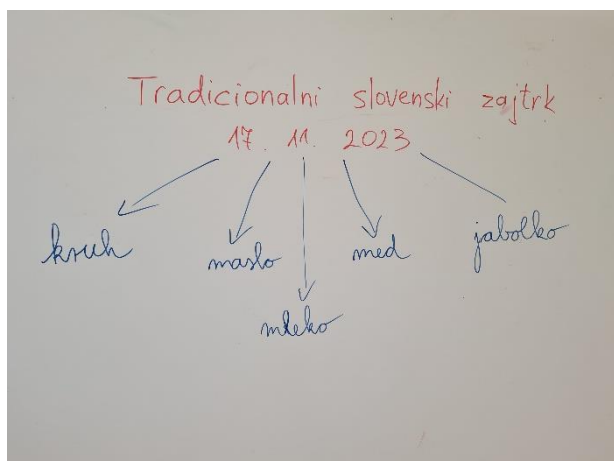 Tradicionalni slovenski zajtrk
17. 11. 2023
kruh
maslo
med
jabolko
mleko